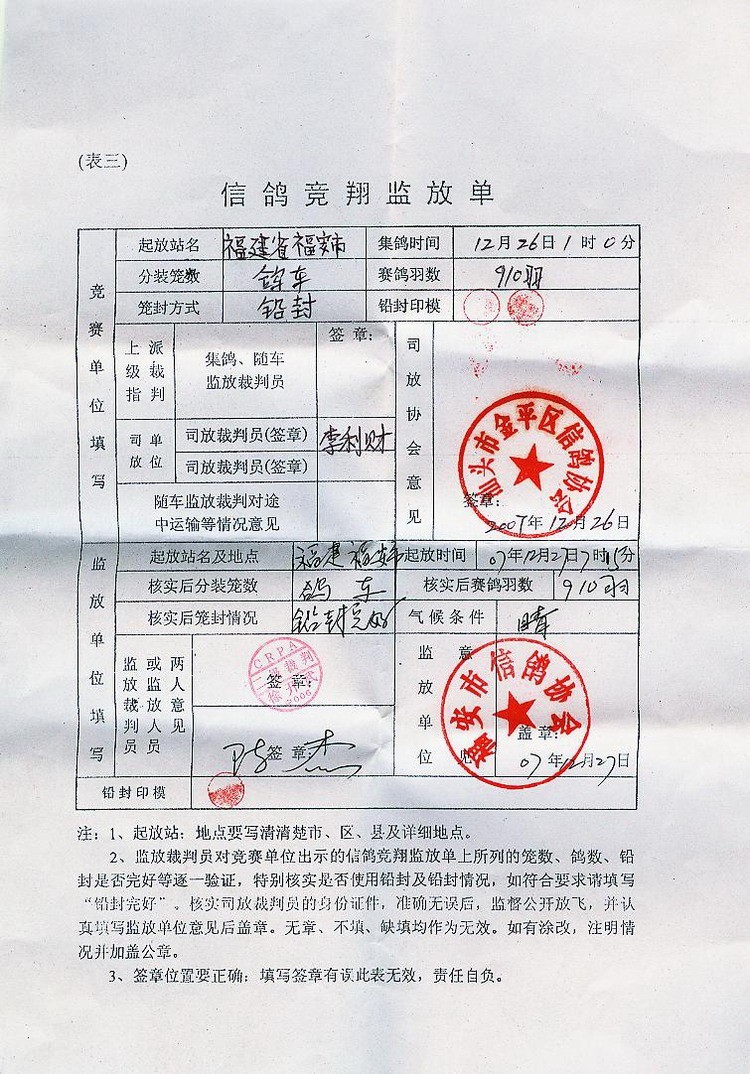 (表三)
信鸽竞翔监放单
竞赛单位填写
起放站名 福建省福安市 集鸽时间 12月26日1时0分
分装笼数 鸽车 赛鸽羽数 910羽
笼封方式 铅封 铅封印模
上级指派裁判
集鸽、随车
监放裁判员
签章:
司放协会意见
司放单位
司放裁判员(签章) 李利财
司放裁判员(签章)
汕头市金平区信鸽协会
签章:
2007年12月26日
随车监放裁判对途
中运输等情况意见
监放单位填写
起放站名及地点 福建福安市 起放时间 07年12月27日7时15分
核实后分装笼数 鸽车 核实后赛鸽羽数 910羽
核实后笼封情况 铅封完好 气候条件 晴
监放裁判员
或监放人员
两人意见
CRPA
二级裁判
2006
签章:
签章: 杰
监放单位意见
福安市信鸽协会
盖章:
07年12月27日
铅封印模
注:1、起放站:地点要写清清楚市、区、县及详细地点。
2、监放裁判员对竞赛单位出示的信鸽竞翔监放单上所列的笼数、鸽数、铅
封是否完好等逐一验证,特别核实是否使用铅封及铅封情况,如符合要求请填写
“铅封完好”。核实司放裁判员的身份证件,准确无误后,监督公开放飞,并认
真填写监放单位意见后盖章。无章、不填、缺填均作为无效。如有涂改,注明情
况并加盖公章。
3、签章位置要正确:填写签章有误此表无效,责任自负。